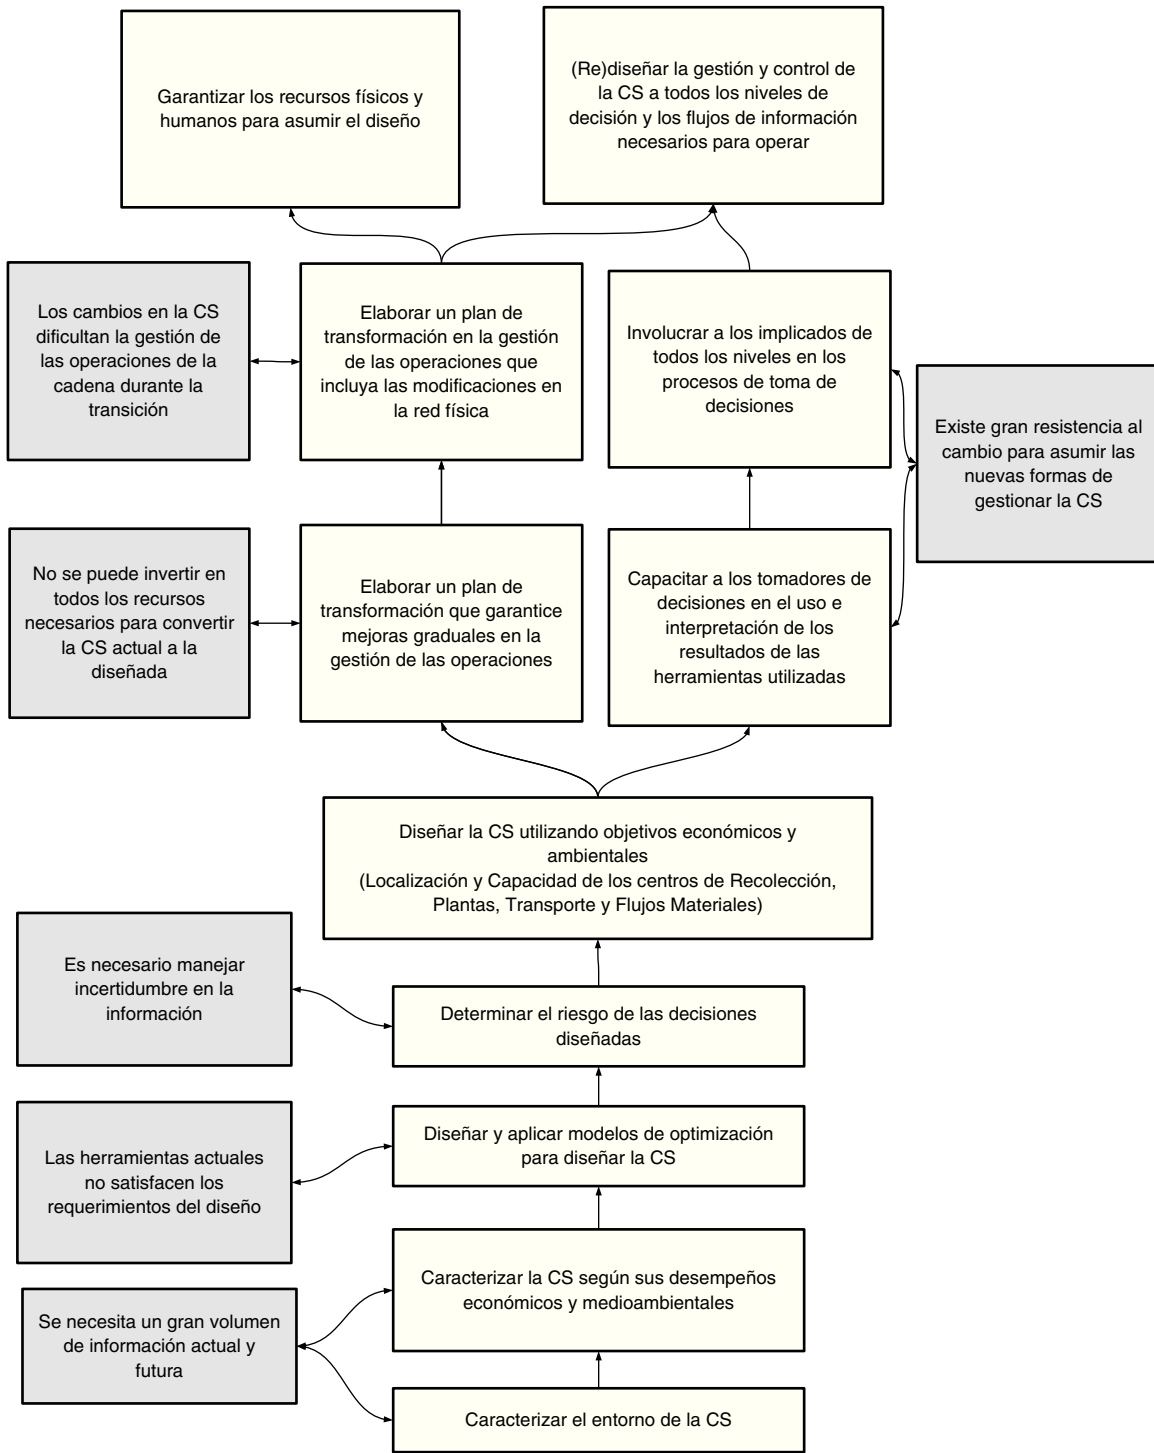 Garantizar los recursos físicos y
humanos para asumir el diseño
(Re)diseñar la gestión y control de
la CS a todos los niveles de
decisión y los flujos de información
necesarios para operar
Los cambios en la CS
dificultan la gestión de
las operaciones de la
cadena durante la
transición
Elaborar un plan de
transformación en la gestión
de las operaciones que
incluya las modificaciones en
la red física
Involucrar a los implicados de
todos los niveles en los
procesos de toma de
decisiones
Existe gran resistencia al
cambio para asumir las
nuevas formas de
gestionar la CS
No se puede invertir en
todos los recursos
necesarios para convertir
la CS actual a la
diseñada
Elaborar un plan de
transformación que garantice
mejoras graduales en la
gestión de las operaciones
Capacitar a los tomadores de
decisiones en el uso e
interpretación de los
resultados de las
herramientas utilizadas
Diseñar la CS utilizando objetivos económicos y
ambientales
(Localización y Capacidad de los centros de Recolección,
Plantas, Transporte y Flujos Materiales)
Es necesario manejar
incertidumbre en la
información
Determinar el riesgo de las decisiones
diseñadas
Las herramientas actuales
no satisfacen los
requerimientos del diseño
Diseñar y aplicar modelos de optimización
para diseñar la CS
Caracterizar la CS según sus desempeños
económicos y medioambientales
Se necesita un gran volumen
de información actual y
futura
Caracterizar el entorno de la CS